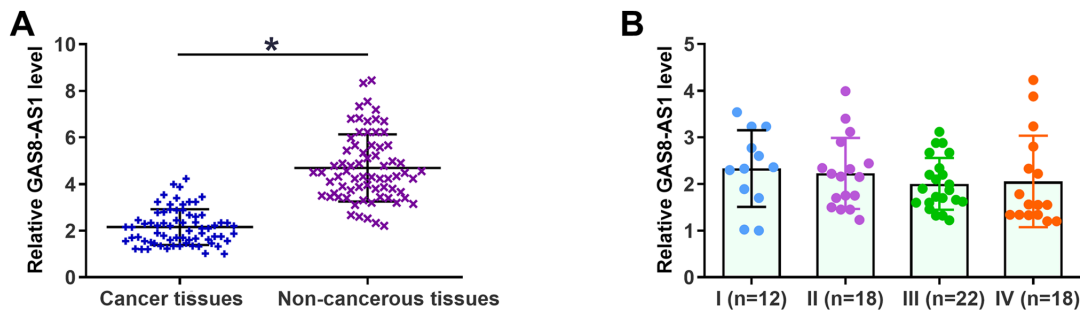 A
B
Relative GAS8-AS1 level
10
8
6
4
2
0
*
Cancer tissues
Non-cancerous tissues
Relative GAS8-AS1 level
5
4
3
2
1
0
I (n=12)
II (n=18)
III (n=22)
IV (n=18)